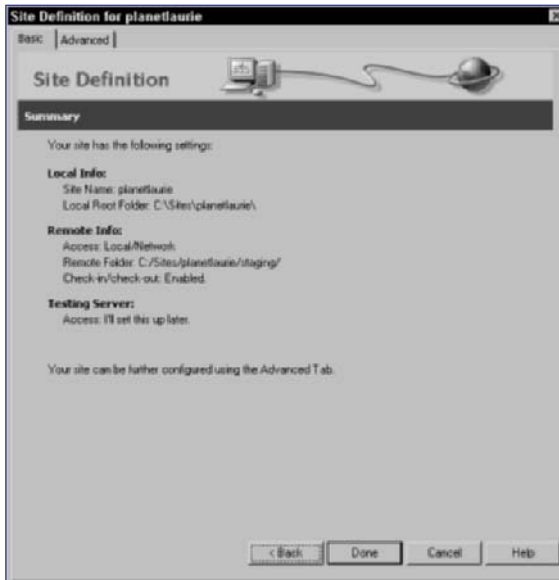 Site Definition for planetlaurie
Basic Advanced
Site Definition
Summary
Your site has the following settings:
Local Info:
Site Name: planetlaurie
Local Root Folder: C:\Sites\planetlaurie\
Remote Info:
Access: Local/Network
Remote Folder: C:/Sites/planetlaurie/staging/
Check-in/check-out: Enabled.
Testing Server:
Access: I'll set this up later.
Your site can be further configured using the Advanced Tab.
< Back Done Cancel Help